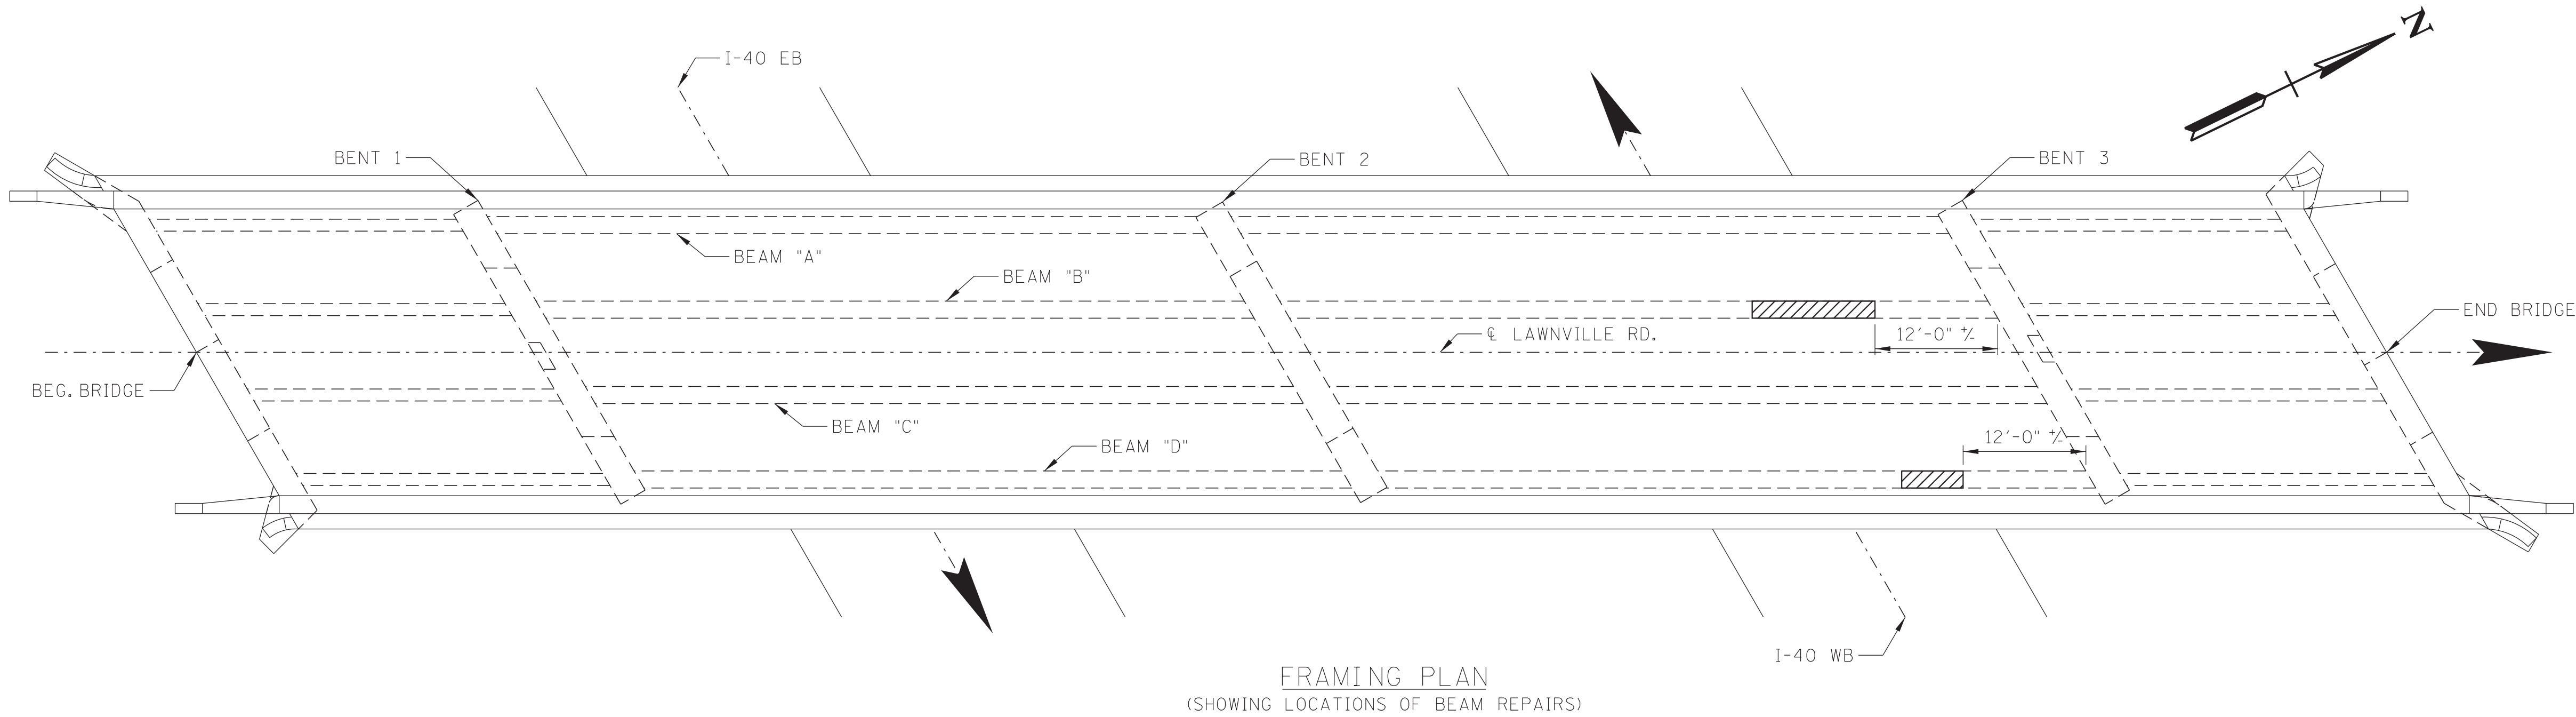 N
I-40 EB
BENT 1
BENT 2
BENT 3
BEAM "A"
BEAM "B"
END BRIDGE
℄ LAWNVILLE RD.
12'-0" +/-
BEG. BRIDGE
BEAM "C"
BEAM "D"
12'-0" +/-
I-40 WB
FRAMING PLAN
(SHOWING LOCATIONS OF BEAM REPAIRS)